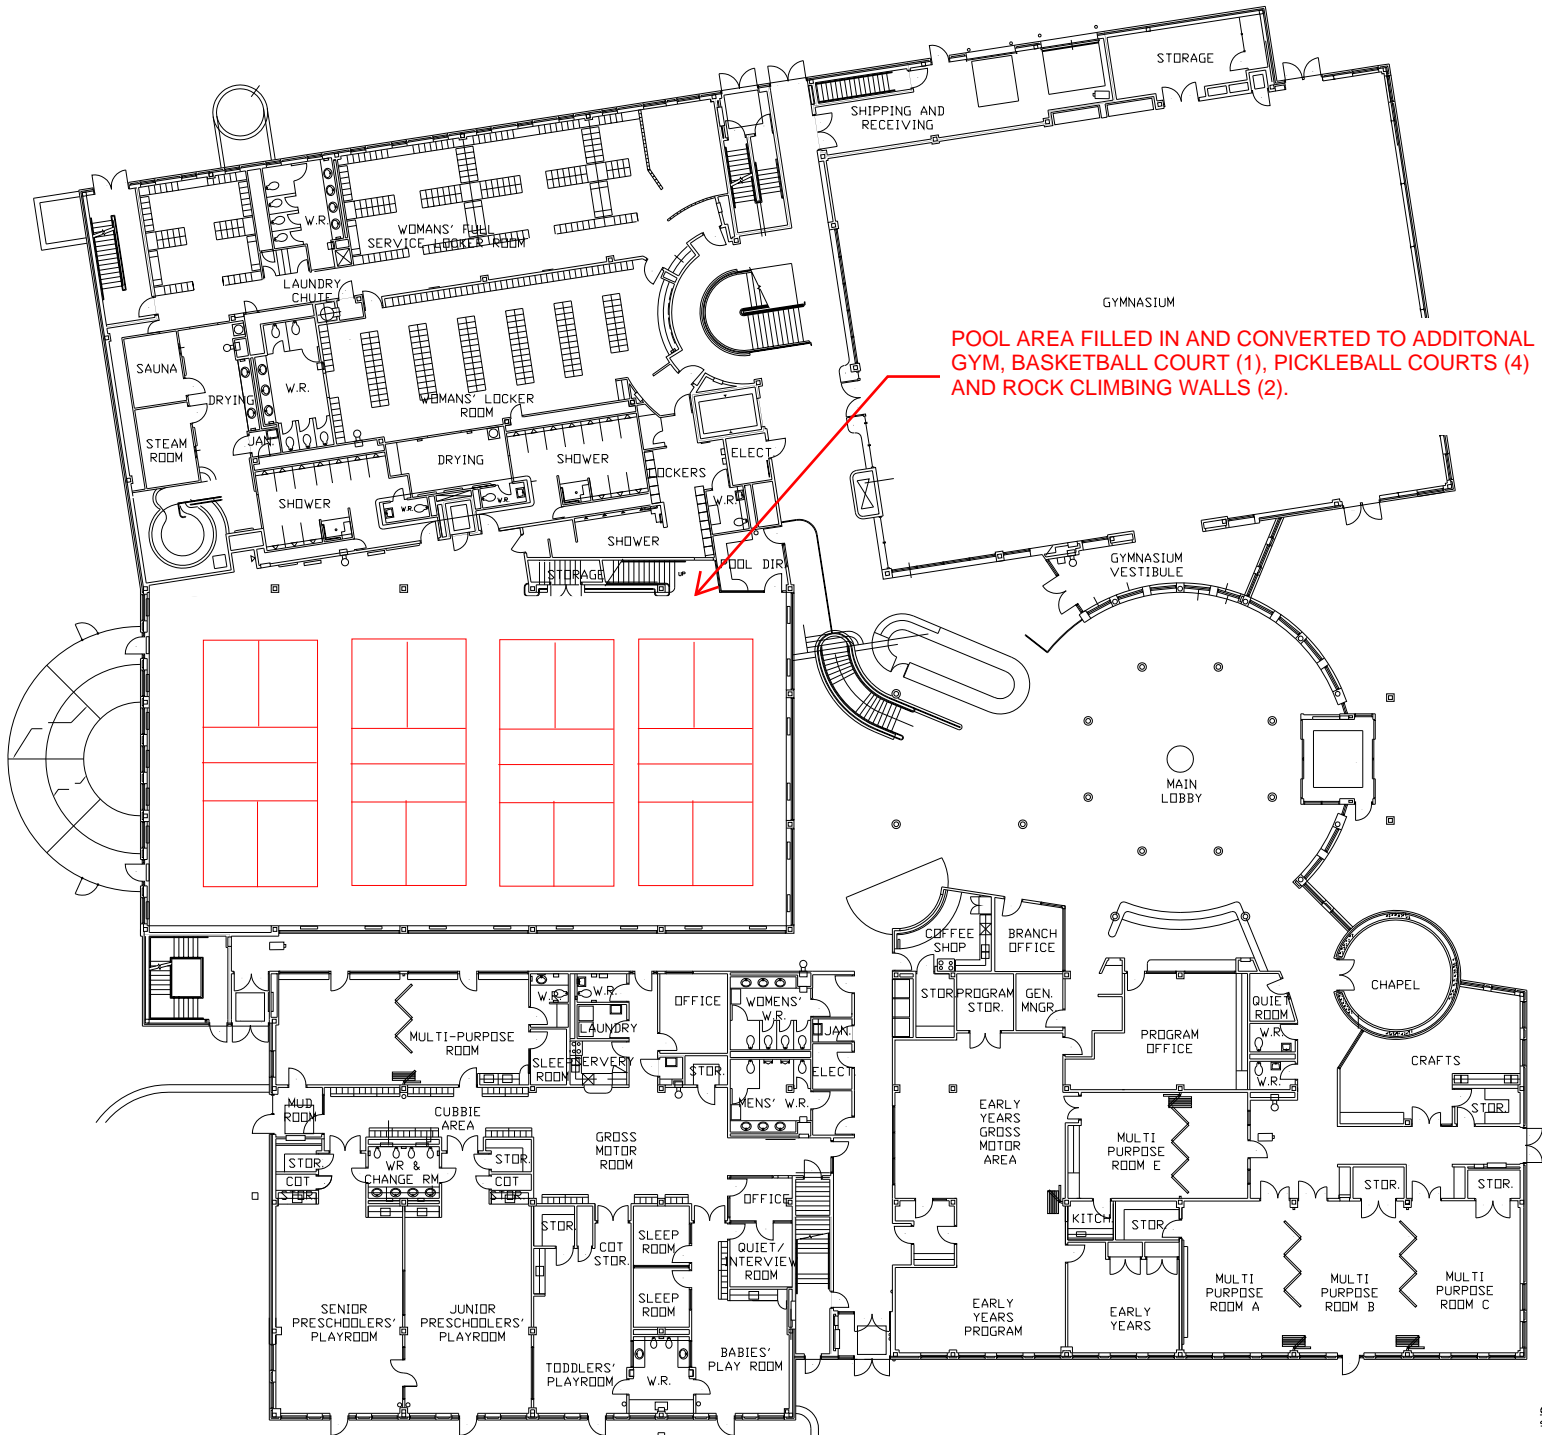 STORAGE
SHIPPING AND
RECEIVING
W.R.
WOMANS' FULL
SERVICE LOCKER ROOM
LAUNDRY
CHUTE
GYMNASIUM
POOL AREA FILLED IN AND CONVERTED TO ADDITONAL
GYM, BASKETBALL COURT (1), PICKLEBALL COURTS (4)
AND ROCK CLIMBING WALLS (2).
SAUNA
DRYING
W.R.
WOMANS' LOCKER
ROOM
STEAM
ROOM
JAN.
DRYING
SHOWER
LOCKERS
ELECT
SHOWER
W.R.
W.R.
W.R.
SHOWER
STORAGE
UP
POOL DIR
GYMNASIUM
VESTIBULE
MAIN
LOBBY
COFFEE
SHOP
BRANCH
OFFICE
CHAPEL
W.R.
W.R.
LAUNDRY
OFFICE
WOMENS'
W.R.
JAN.
STOR.
PROGRAM
STOR.
GEN.
MNGR.
PROGRAM
OFFICE
QUIET
ROOM
W.R.
W.R.
CRAFTS
STOR.
MULTI-PURPOSE
ROOM
SLEEP
ROOM
SERVERY
STOR.
ELECT
MENS' W.R.
MUD
ROOM
CUBBIE
AREA
GROSS
MOTOR
ROOM
EARLY
YEARS
GROSS
MOTOR
AREA
MULTI
PURPOSE
ROOM E
STOR.
COT
STOR.
WR &
CHANGE RM
STOR.
COT
STOR.
STOR.
STOR.
OFFICE
KITCH.
STOR.
STOR.
COT
STOR.
SLEEP
ROOM
QUIET/
INTERVIEW
ROOM
SLEEP
ROOM
SENIOR
PRESCHOOLERS'
PLAYROOM
JUNIOR
PRESCHOOLERS'
PLAYROOM
TODDLERS'
PLAYROOM
W.R.
BABIES'
PLAY ROOM
EARLY
YEARS
PROGRAM
EARLY
YEARS
MULTI
PURPOSE
ROOM A
MULTI
PURPOSE
ROOM B
MULTI
PURPOSE
ROOM C